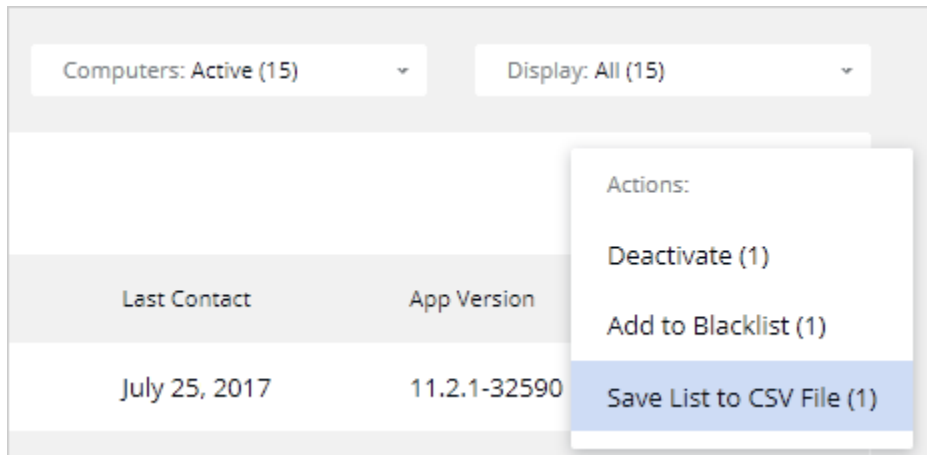 Computers: Active (15)
Display: All (15)
Actions:
Deactivate (1)
Add to Blacklist (1)
Save List to CSV File (1)
Last Contact
App Version
July 25, 2017
11.2.1-32590